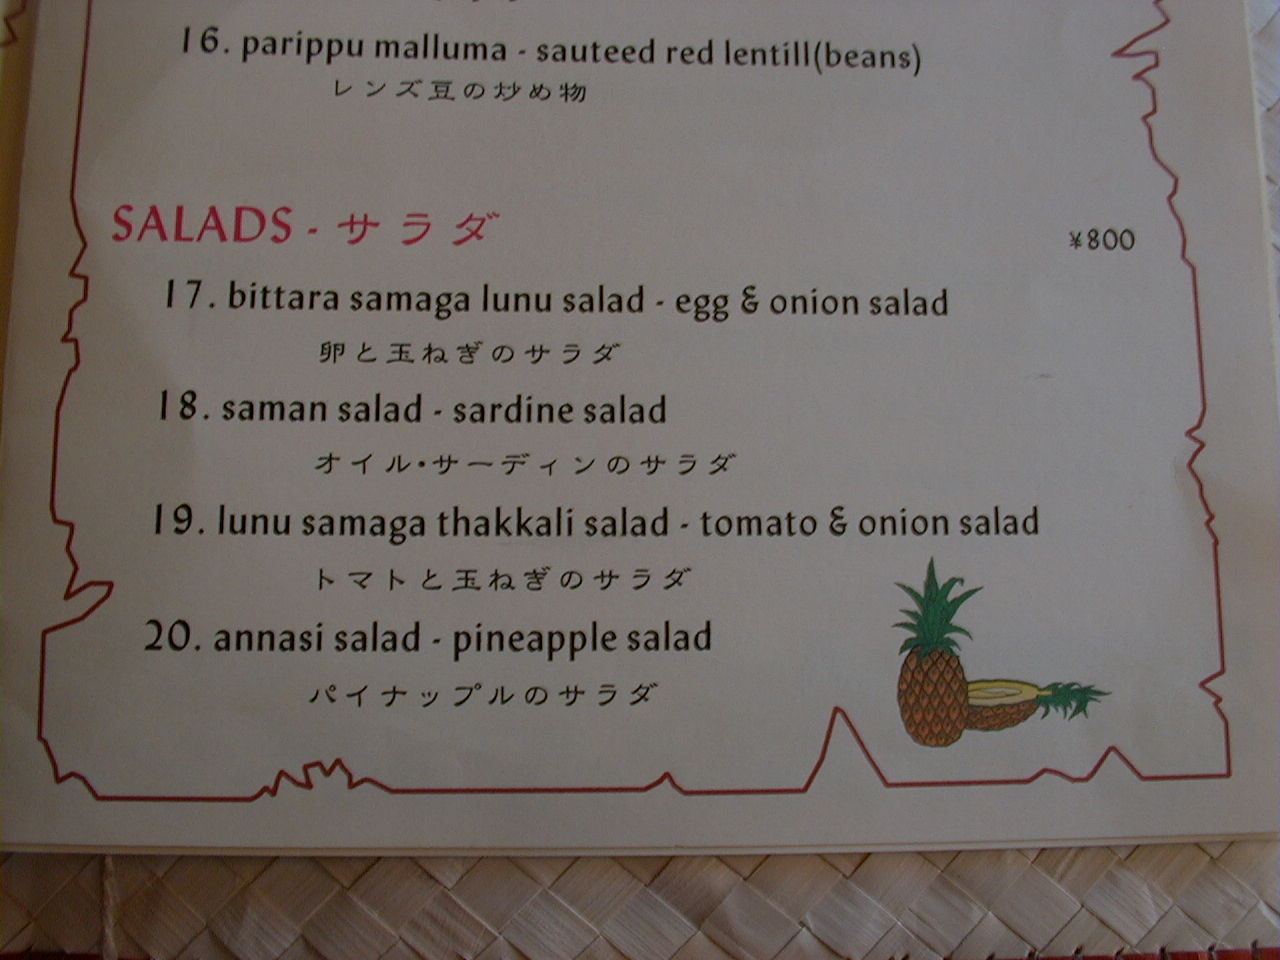 16. parippu malluma - sauteed red lentill(beans)
レンズ豆の炒め物
SALADS - サラダ ¥800
17. bittara samaga lunu salad - egg & onion salad
卵と玉ねぎのサラダ
18. saman salad - sardine salad
オイル・サーディンのサラダ
19. lunu samaga thakkali salad - tomato & onion salad
トマトと玉ねぎのサラダ
20. annasi salad - pineapple salad
パイナップルのサラダ